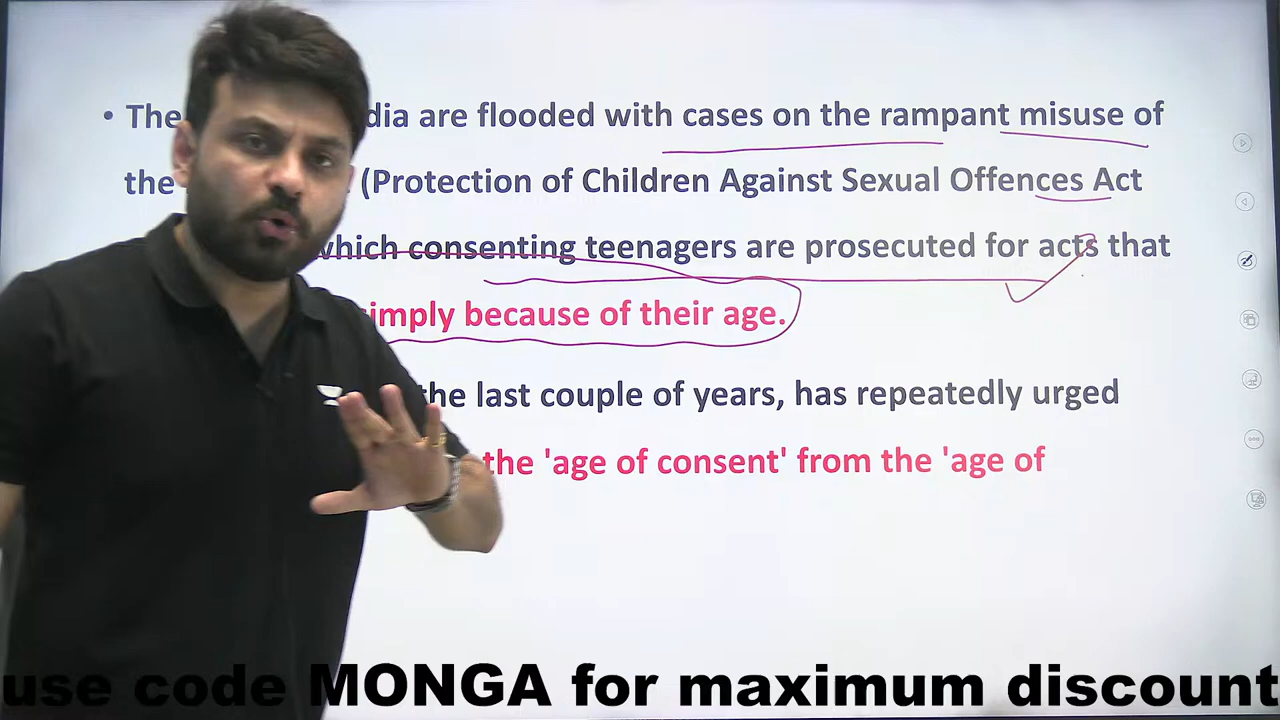 • The dia are flooded with cases on the rampant misuse of
the (Protection of Children Against Sexual Offences Act
which consenting teenagers are prosecuted for acts that
simply because of their age.
the last couple of years, has repeatedly urged
the 'age of consent' from the 'age of
use code MONGA for maximum discount